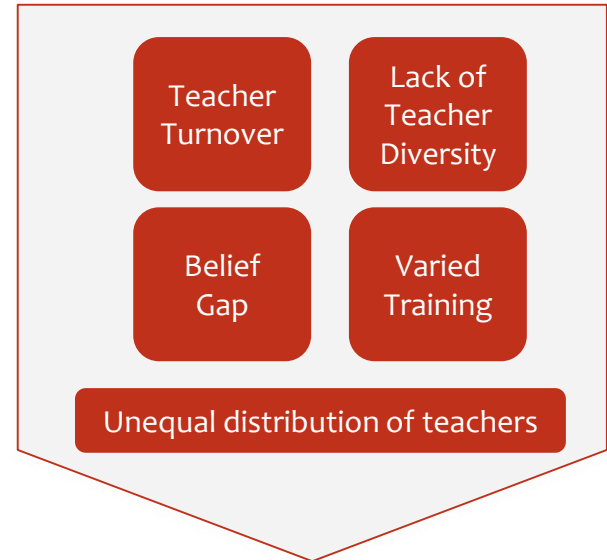 Teacher
Turnover
Lack of
Teacher
Diversity
Belief
Gap
Varied
Training
Unequal distribution of teachers